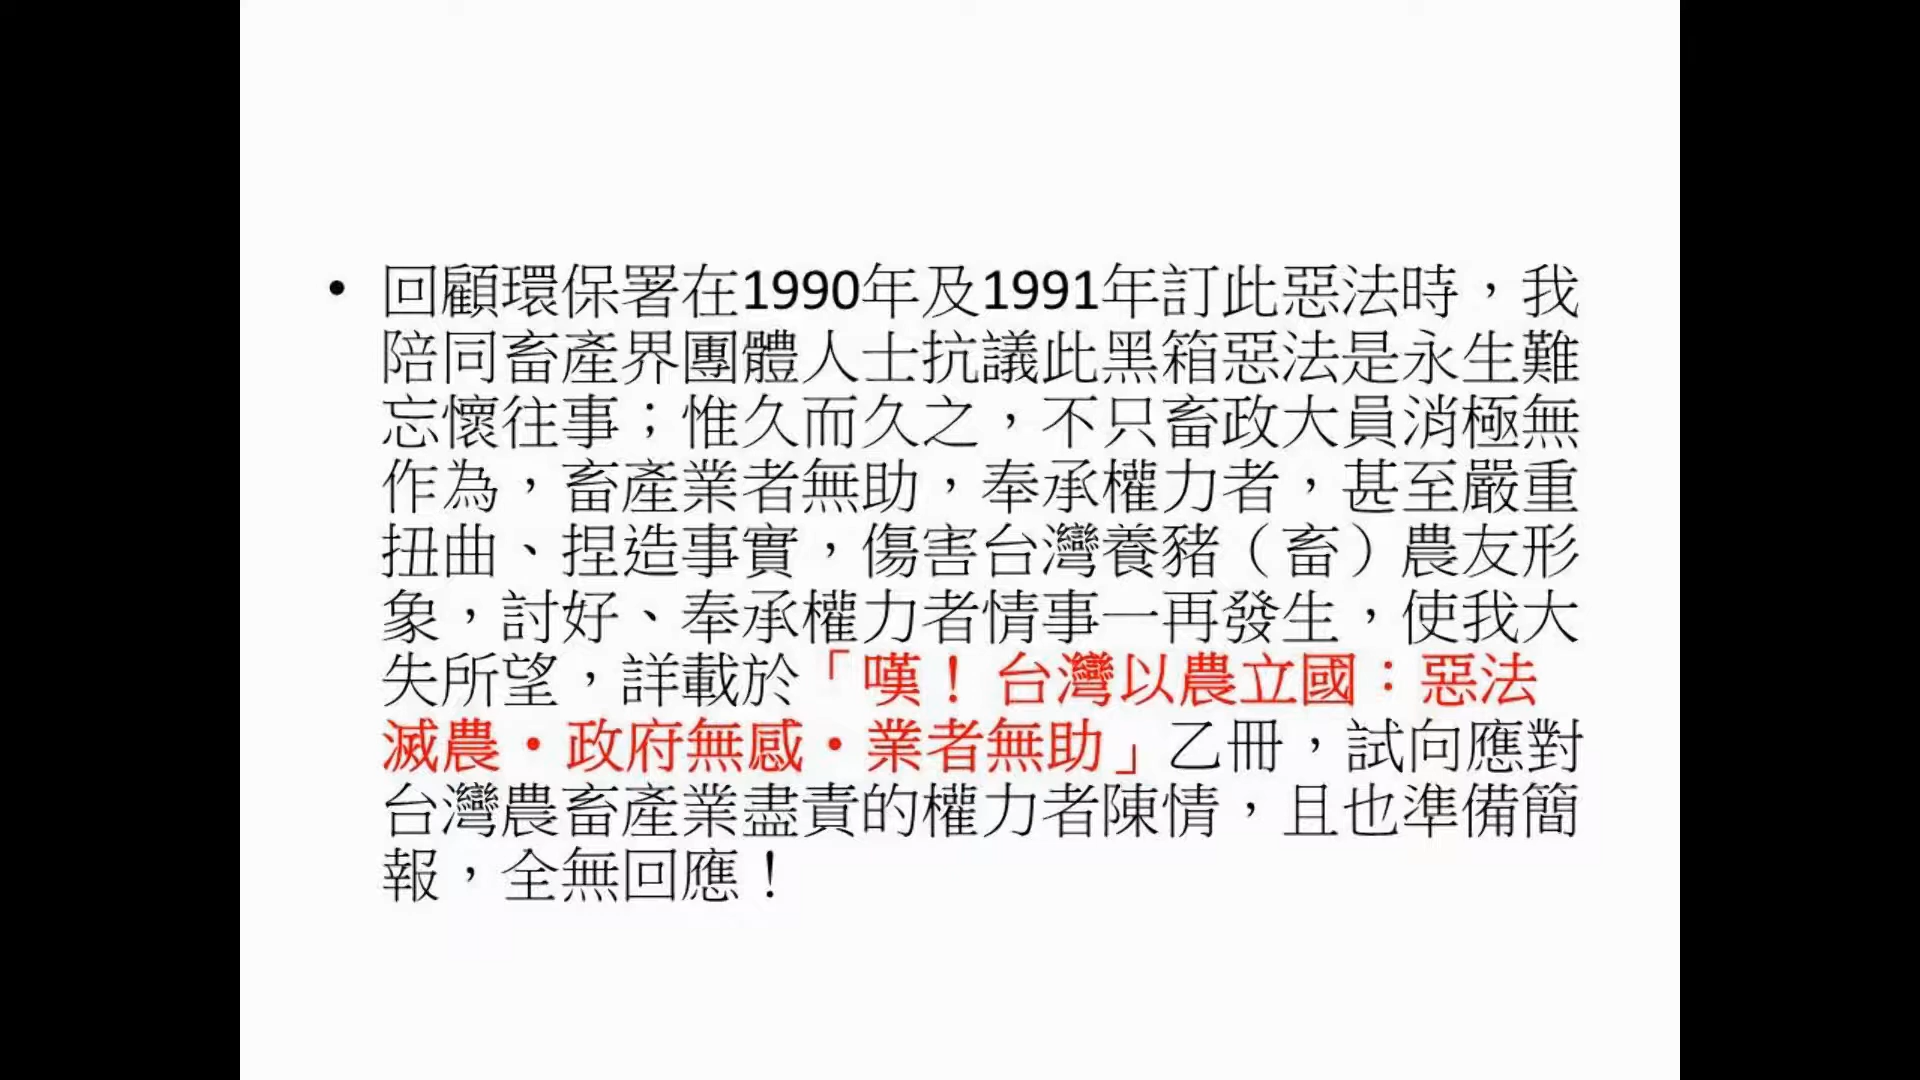 • 回顧環保署在1990年及1991年訂此惡法時，我
陪同畜產界團體人士抗議此黑箱惡法是永生難
忘懷往事；惟久而久之，不只畜政大員消極無
作為，畜產業者無助，奉承權力者，甚至嚴重
扭曲、捏造事實，傷害台灣養豬（畜）農友形
象，討好、奉承權力者情事一再發生，使我大
失所望，詳載於「嘆！台灣以農立國：惡法
滅農•政府無感•業者無助」乙冊，試向應對
台灣農畜產業盡責的權力者陳情，且也準備簡
報，全無回應！